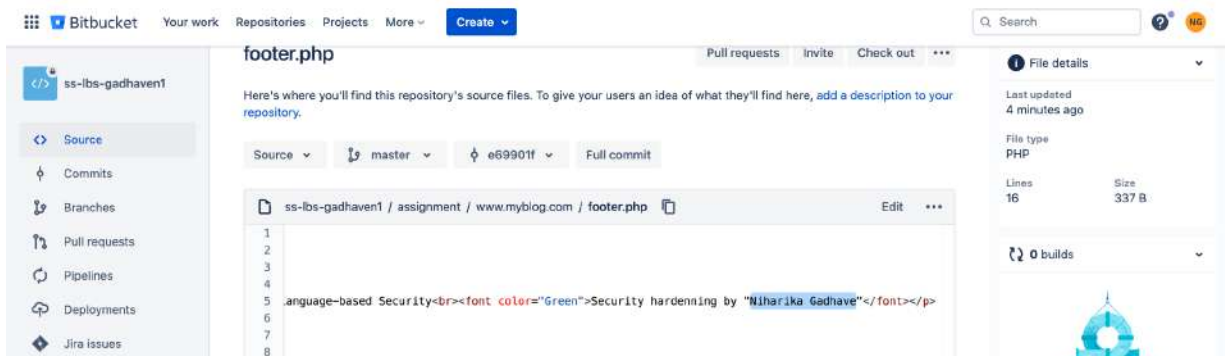 Bitbucket Your work Repositories Projects More Create Search ? NG
ss-lbs-gadhaven1
Source
Commits
Branches
Pull requests
Pipelines
Deployments
Jira issues
footer.php
Pull requests Invite Check out
Here's where you'll find this repository's source files. To give your users an idea of what they'll find here, add a description to your
repository.
Source master e69901f Full commit
ss-lbs-gadhaven1 / assignment / www.myblog.com / footer.php Edit
1
2
3
4
5 .anguage-based Security<br><font color="Green">Security hardenning by "Niharika Gadhave"</font></p>
6
7
8
File details
Last updated
4 minutes ago
File type
PHP
Lines Size
16 337 B
0 builds